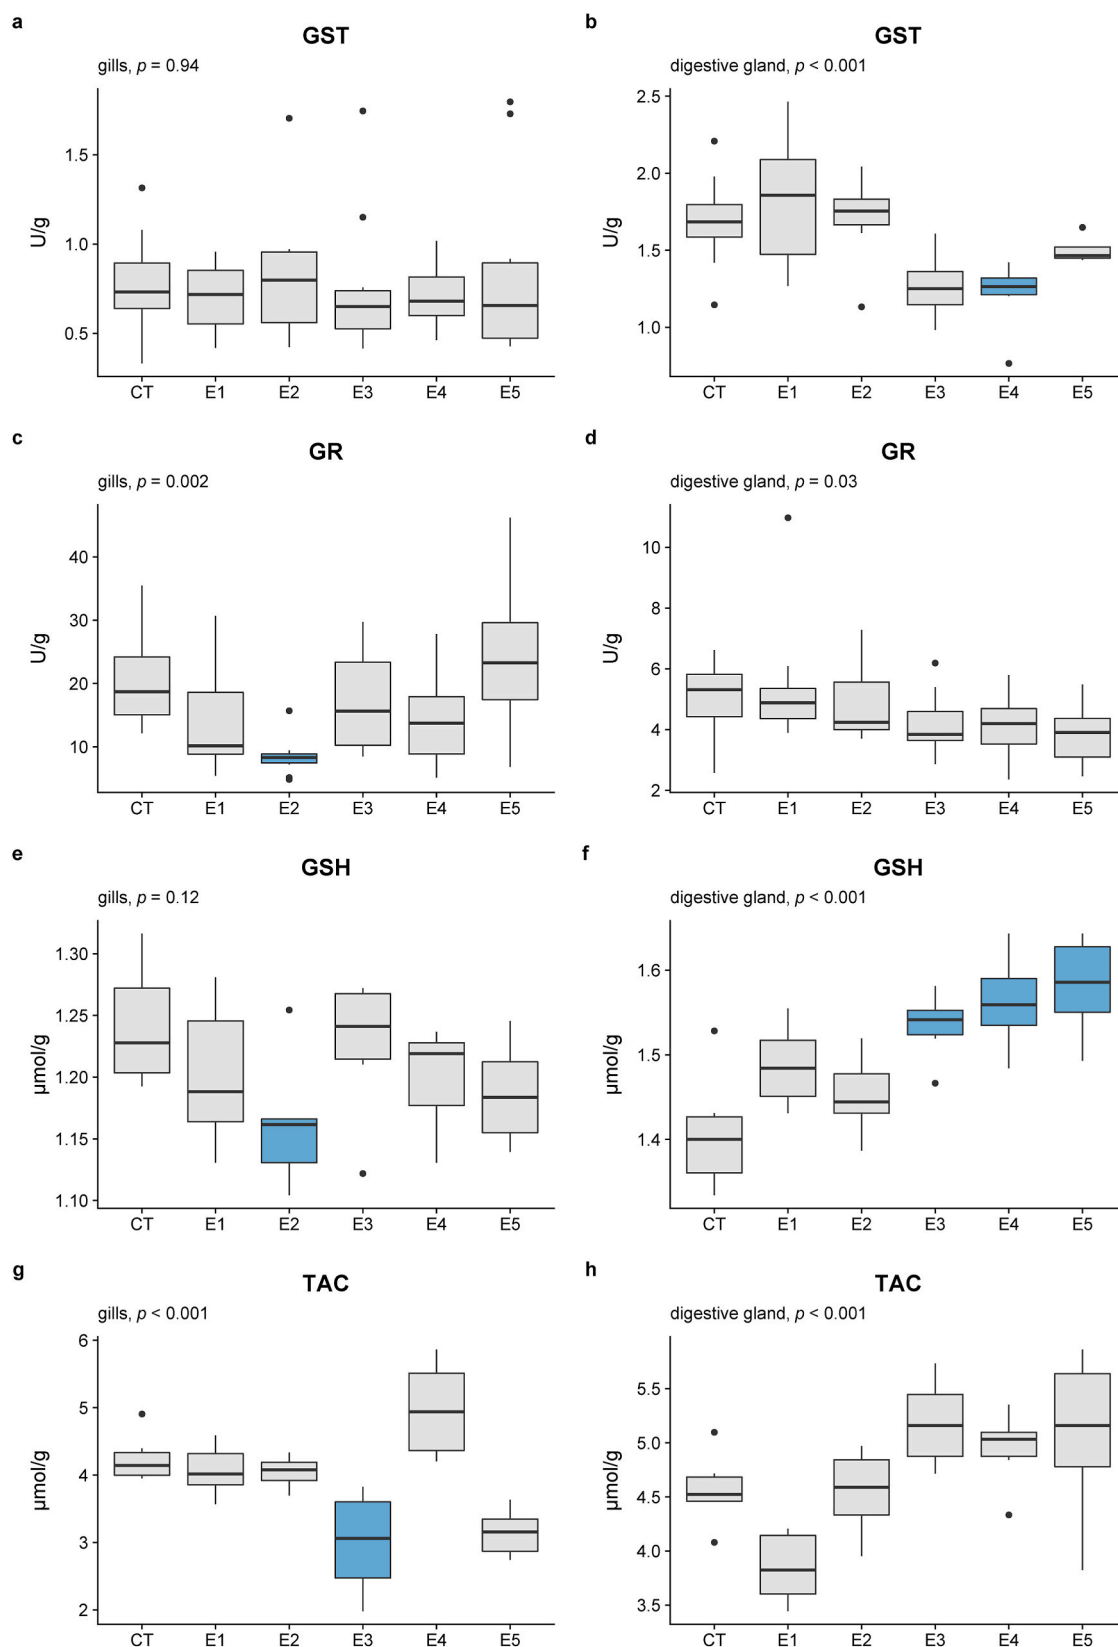 a
GST
gills, p = 0.94
U/g
1.5
1.0
0.5
CT E1 E2 E3 E4 E5
b
GST
digestive gland, p < 0.001
U/g
2.5
2.0
1.5
1.0
CT E1 E2 E3 E4 E5
c
GR
gills, p = 0.002
U/g
40
30
20
10
CT E1 E2 E3 E4 E5
d
GR
digestive gland, p = 0.03
U/g
10
8
6
4
2
CT E1 E2 E3 E4 E5
e
GSH
gills, p = 0.12
μmol/g
1.30
1.25
1.20
1.15
1.10
CT E1 E2 E3 E4 E5
f
GSH
digestive gland, p < 0.001
μmol/g
1.6
1.5
1.4
CT E1 E2 E3 E4 E5
g
TAC
gills, p < 0.001
μmol/g
6
5
4
3
2
CT E1 E2 E3 E4 E5
h
TAC
digestive gland, p < 0.001
μmol/g
5.5
5.0
4.5
4.0
3.5
CT E1 E2 E3 E4 E5